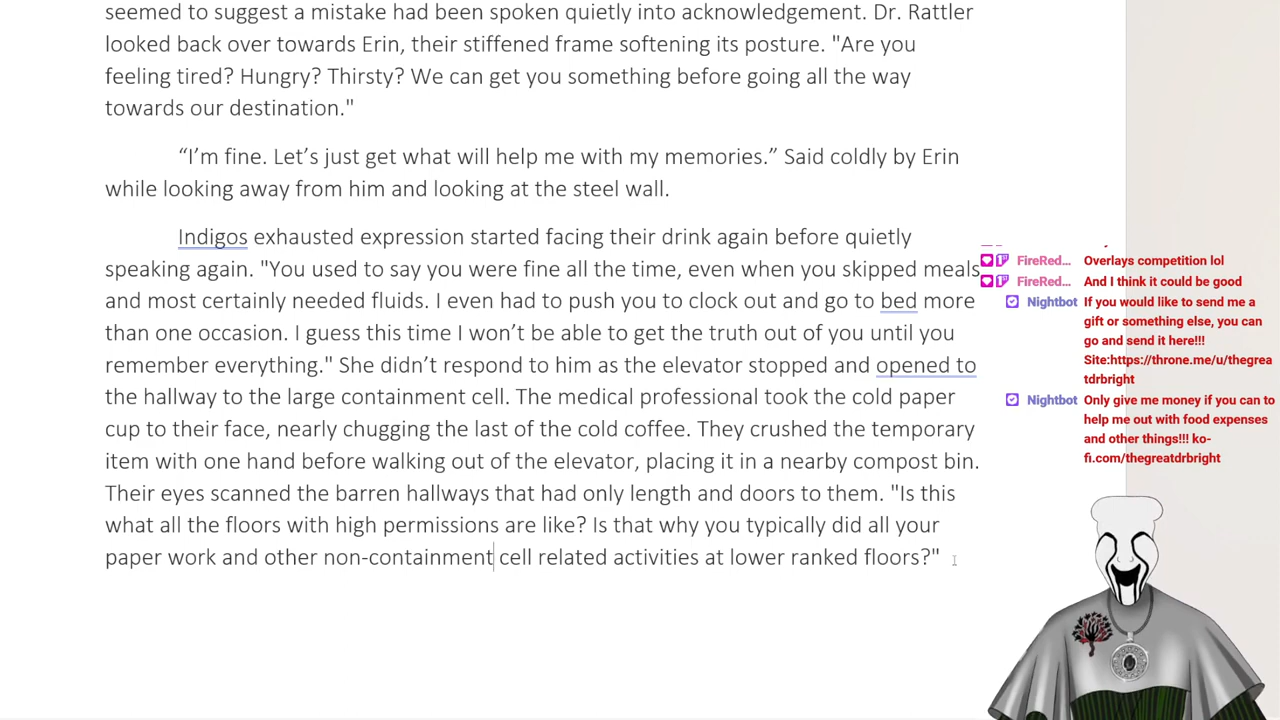 seemed to suggest a mistake had been spoken quietly into acknowledgement. Dr. Rattler
looked back over towards Erin, their stiffened frame softening its posture. "Are you
feeling tired? Hungry? Thirsty? We can get you something before going all the way
towards our destination."
“I’m fine. Let’s just get what will help me with my memories.” Said coldly by Erin
while looking away from him and looking at the steel wall.
Indigos exhausted expression started facing their drink again before quietly
speaking again. "You used to say you were fine all the time, even when you skipped meals
and most certainly needed fluids. I even had to push you to clock out and go to bed more
than one occasion. I guess this time I won’t be able to get the truth out of you until you
remember everything." She didn’t respond to him as the elevator stopped and opened to
the hallway to the large containment cell. The medical professional took the cold paper
cup to their face, nearly chugging the last of the cold coffee. They crushed the temporary
item with one hand before walking out of the elevator, placing it in a nearby compost bin.
Their eyes scanned the barren hallways that had only length and doors to them. "Is this
what all the floors with high permissions are like? Is that why you typically did all your
paper work and other non-containment cell related activities at lower ranked floors?"
FireRed... Overlays competition lol
FireRed... And I think it could be good
Nightbot If you would like to send me a
gift or something else, you can
go and send it here!!!
Site:https://throne.me/u/thegrea
tdrbright
Nightbot Only give me money if you can to
help me out with food expenses
and other things!!! ko-
fi.com/thegreatdrbright